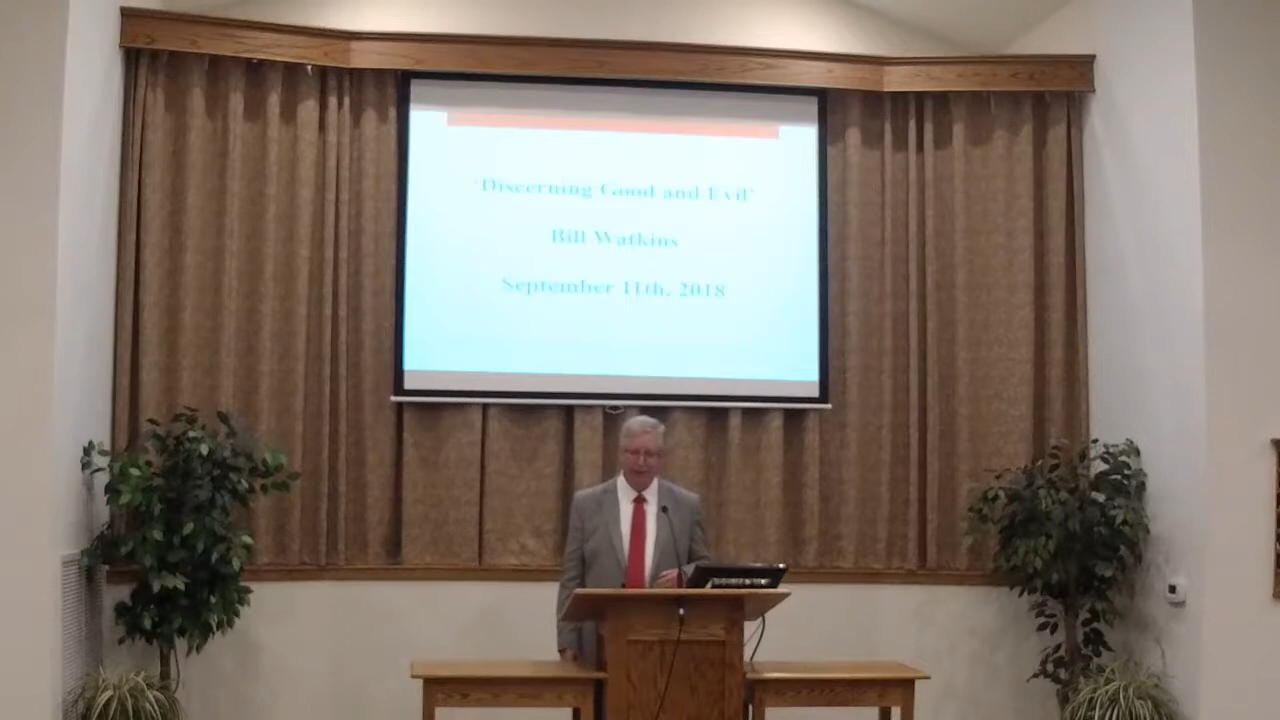 'Discerning Good and Evil'
Bill Watkins
September 11th, 2018